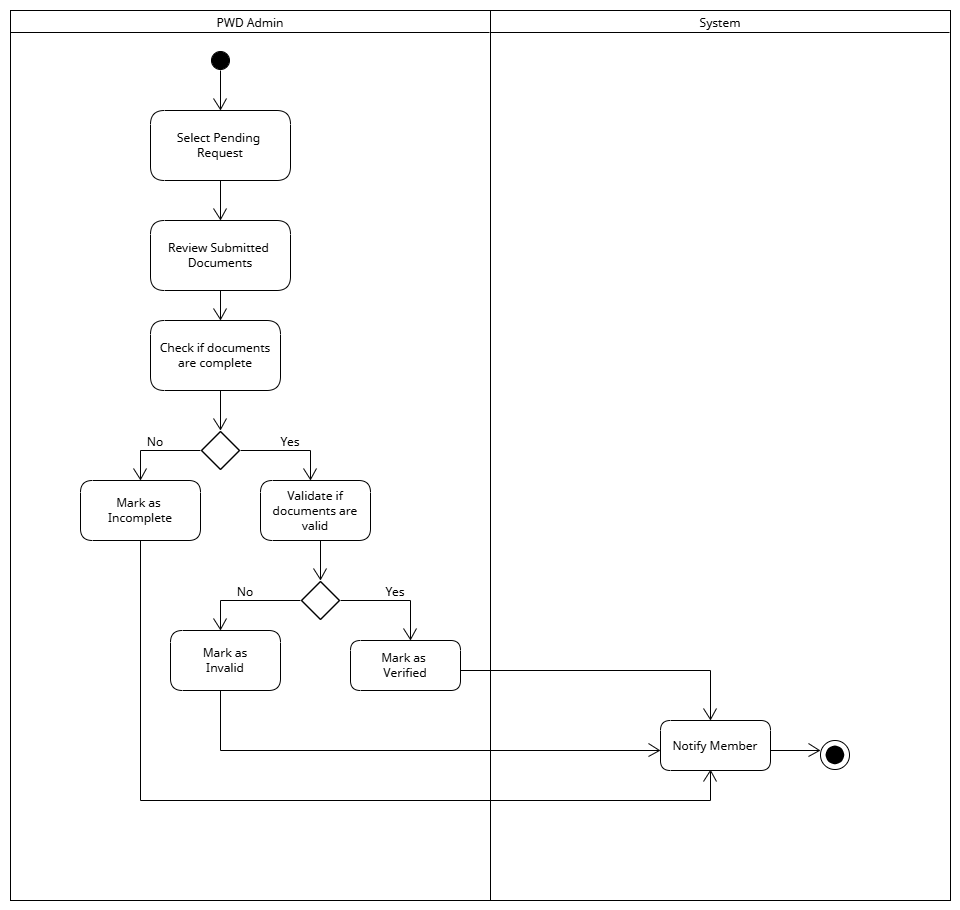 PWD Admin
System
Select Pending
Request
Review Submitted
Documents
Check if documents
are complete
No
Yes
Mark as
Incomplete
Validate if
documents are
valid
No
Yes
Mark as
Invalid
Mark as
Verified
Notify Member